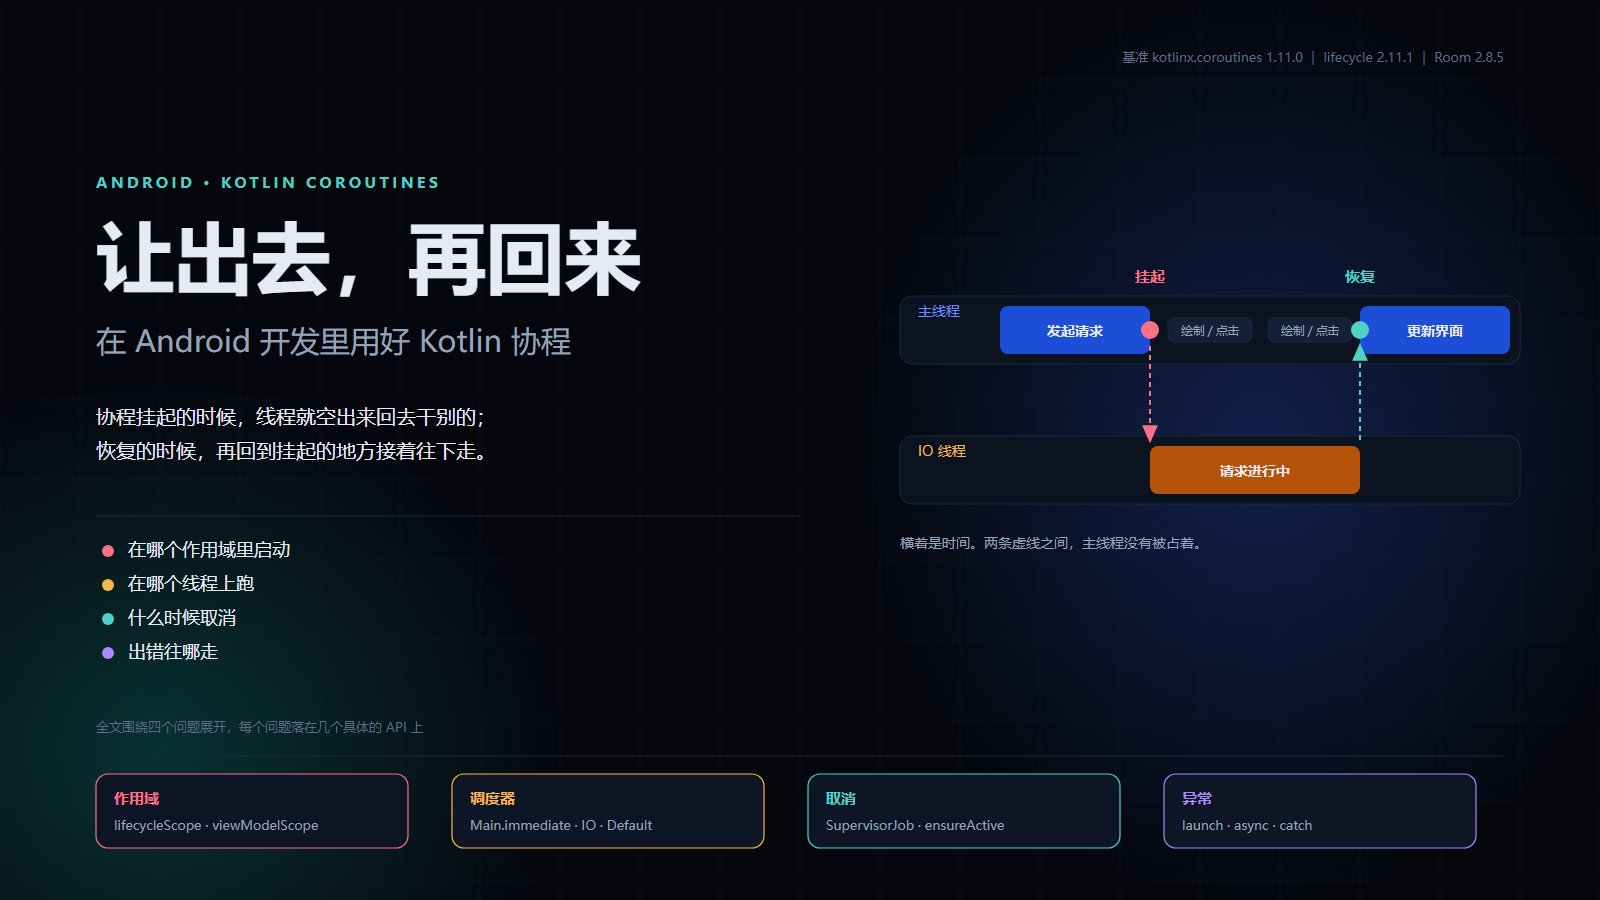 基准 kotlinx.coroutines 1.11.0 | lifecycle 2.11.1 | Room 2.8.5
ANDROID • KOTLIN COROUTINES
让出去，再回来
在 Android 开发里用好 Kotlin 协程
协程挂起的时候，线程就空出来回去干别的；
恢复的时候，再回到挂起的地方接着往下走。
在哪个作用域里启动
在哪个线程上跑
什么时候取消
出错往哪走
挂起
恢复
主线程
发起请求
绘制 / 点击
绘制 / 点击
更新界面
IO 线程
请求进行中
横着是时间。两条虚线之间，主线程没有被占着。
全文围绕四个问题展开，每个问题落在几个具体的 API 上
作用域
lifecycleScope · viewModelScope
调度器
Main.immediate · IO · Default
取消
SupervisorJob · ensureActive
异常
launch · async · catch